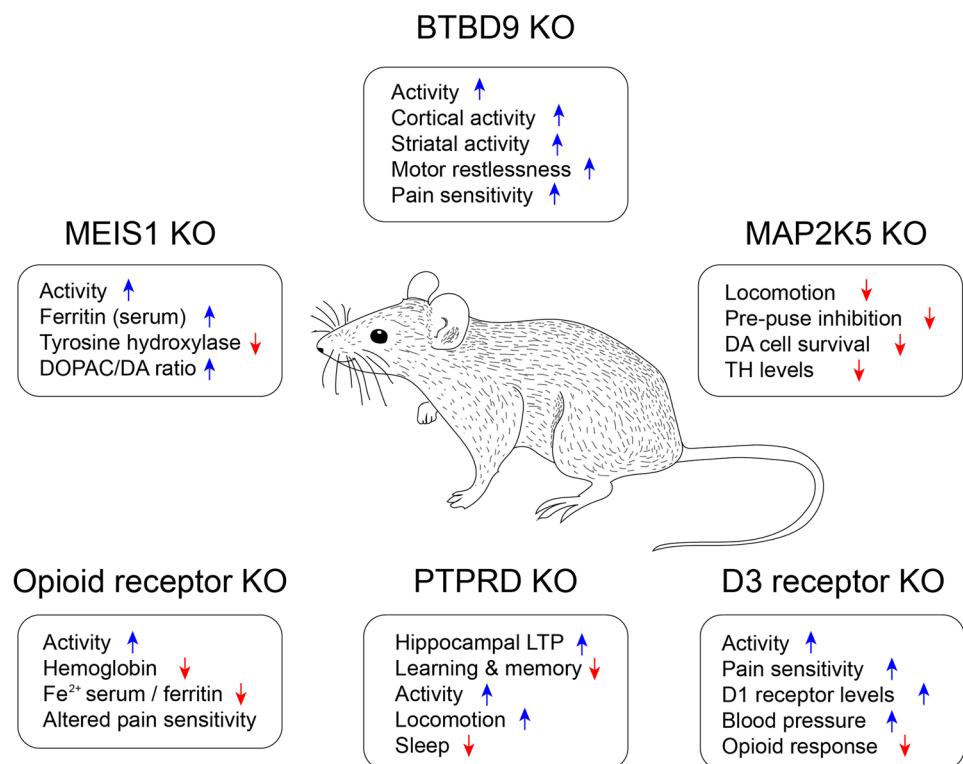 BTBD9 KO
Activity ↑
Cortical activity ↑
Striatal activity ↑
Motor restlessness ↑
Pain sensitivity ↑
MEIS1 KO
Activity ↑
Ferritin (serum) ↑
Tyrosine hydroxylase ↓
DOPAC/DA ratio ↑
MAP2K5 KO
Locomotion ↓
Pre-puse inhibition ↓
DA cell survival ↓
TH levels ↓
Opioid receptor KO
Activity ↑
Hemoglobin ↓
Fe²⁺ serum / ferritin ↓
Altered pain sensitivity
PTPRD KO
Hippocampal LTP ↑
Learning & memory ↓
Activity ↑
Locomotion ↑
Sleep ↓
D3 receptor KO
Activity ↑
Pain sensitivity ↑
D1 receptor levels ↑
Blood pressure ↑
Opioid response ↓